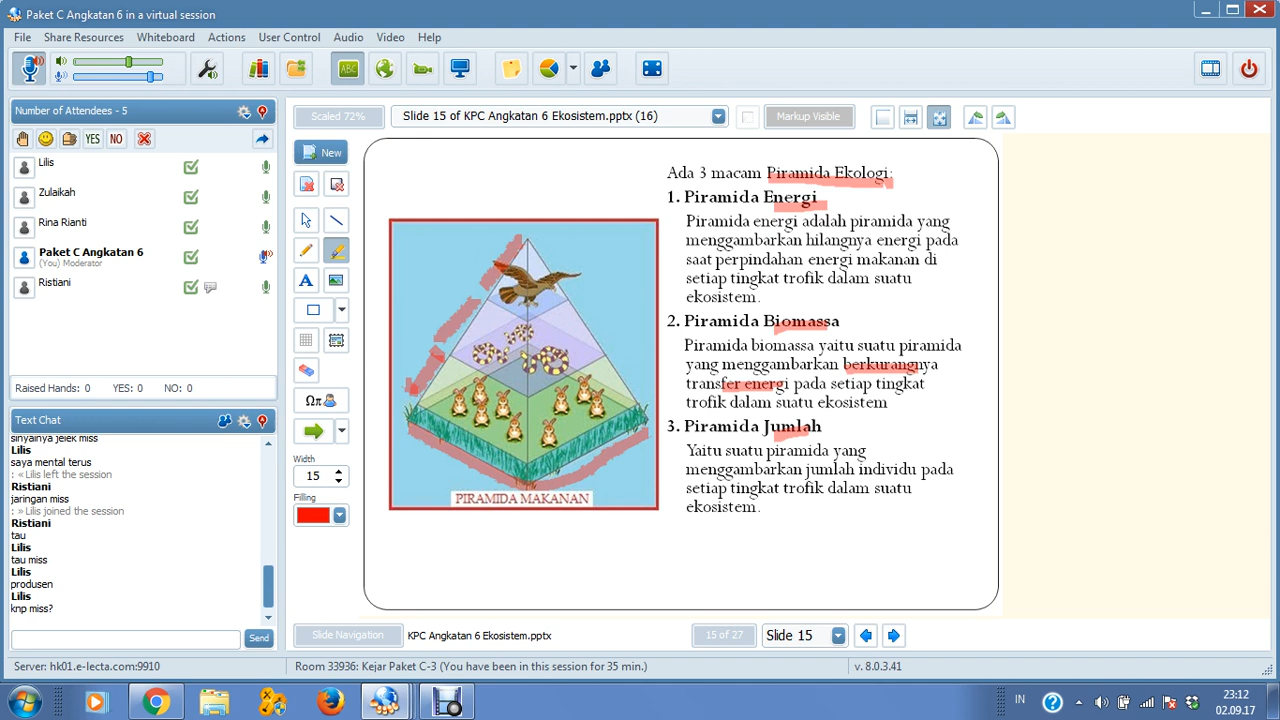 Paket C Angkatan 6 in a virtual session
File Share Resources Whiteboard Actions User Control Audio Video Help
ABC
Number of Attendees - 5
YES NO
Lilis
Zulaikah
Rina Rianti
Paket C Angkatan 6
(You) Moderator
Ristiani
Raised Hands: 0 YES: 0 NO: 0
Text Chat
sinyalnya jelek miss
Lilis
saya mental terus
: « Lilis left the session
Ristiani
jaringan miss
: » Lilis joined the session
Ristiani
tau
Lilis
tau miss
Lilis
produsen
Lilis
knp miss?
Send
Scaled 72%
Slide 15 of KPC Angkatan 6 Ekosistem.pptx (16)
Markup Visible
New
A
Ωπ
Width
15
Filling
PIRAMIDA MAKANAN
Ada 3 macam Piramida Ekologi:
1. Piramida Energi
Piramida energi adalah piramida yang
menggambarkan hilangnya energi pada
saat perpindahan energi makanan di
setiap tingkat trofik dalam suatu
ekosistem.
2. Piramida Biomassa
Piramida biomassa yaitu suatu piramida
yang menggambarkan berkurangnya
transfer energi pada setiap tingkat
trofik dalam suatu ekosistem
3. Piramida Jumlah
Yaitu suatu piramida yang
menggambarkan jumlah individu pada
setiap tingkat trofik dalam suatu
ekosistem.
Slide Navigation
KPC Angkatan 6 Ekosistem.pptx
15 of 27
Slide 15
Server: hk01.e-lecta.com:9910
Room 33936: Kejar Paket C-3 (You have been in this session for 35 min.)
v. 8.0.3.41
IN
23:12
02.09.17